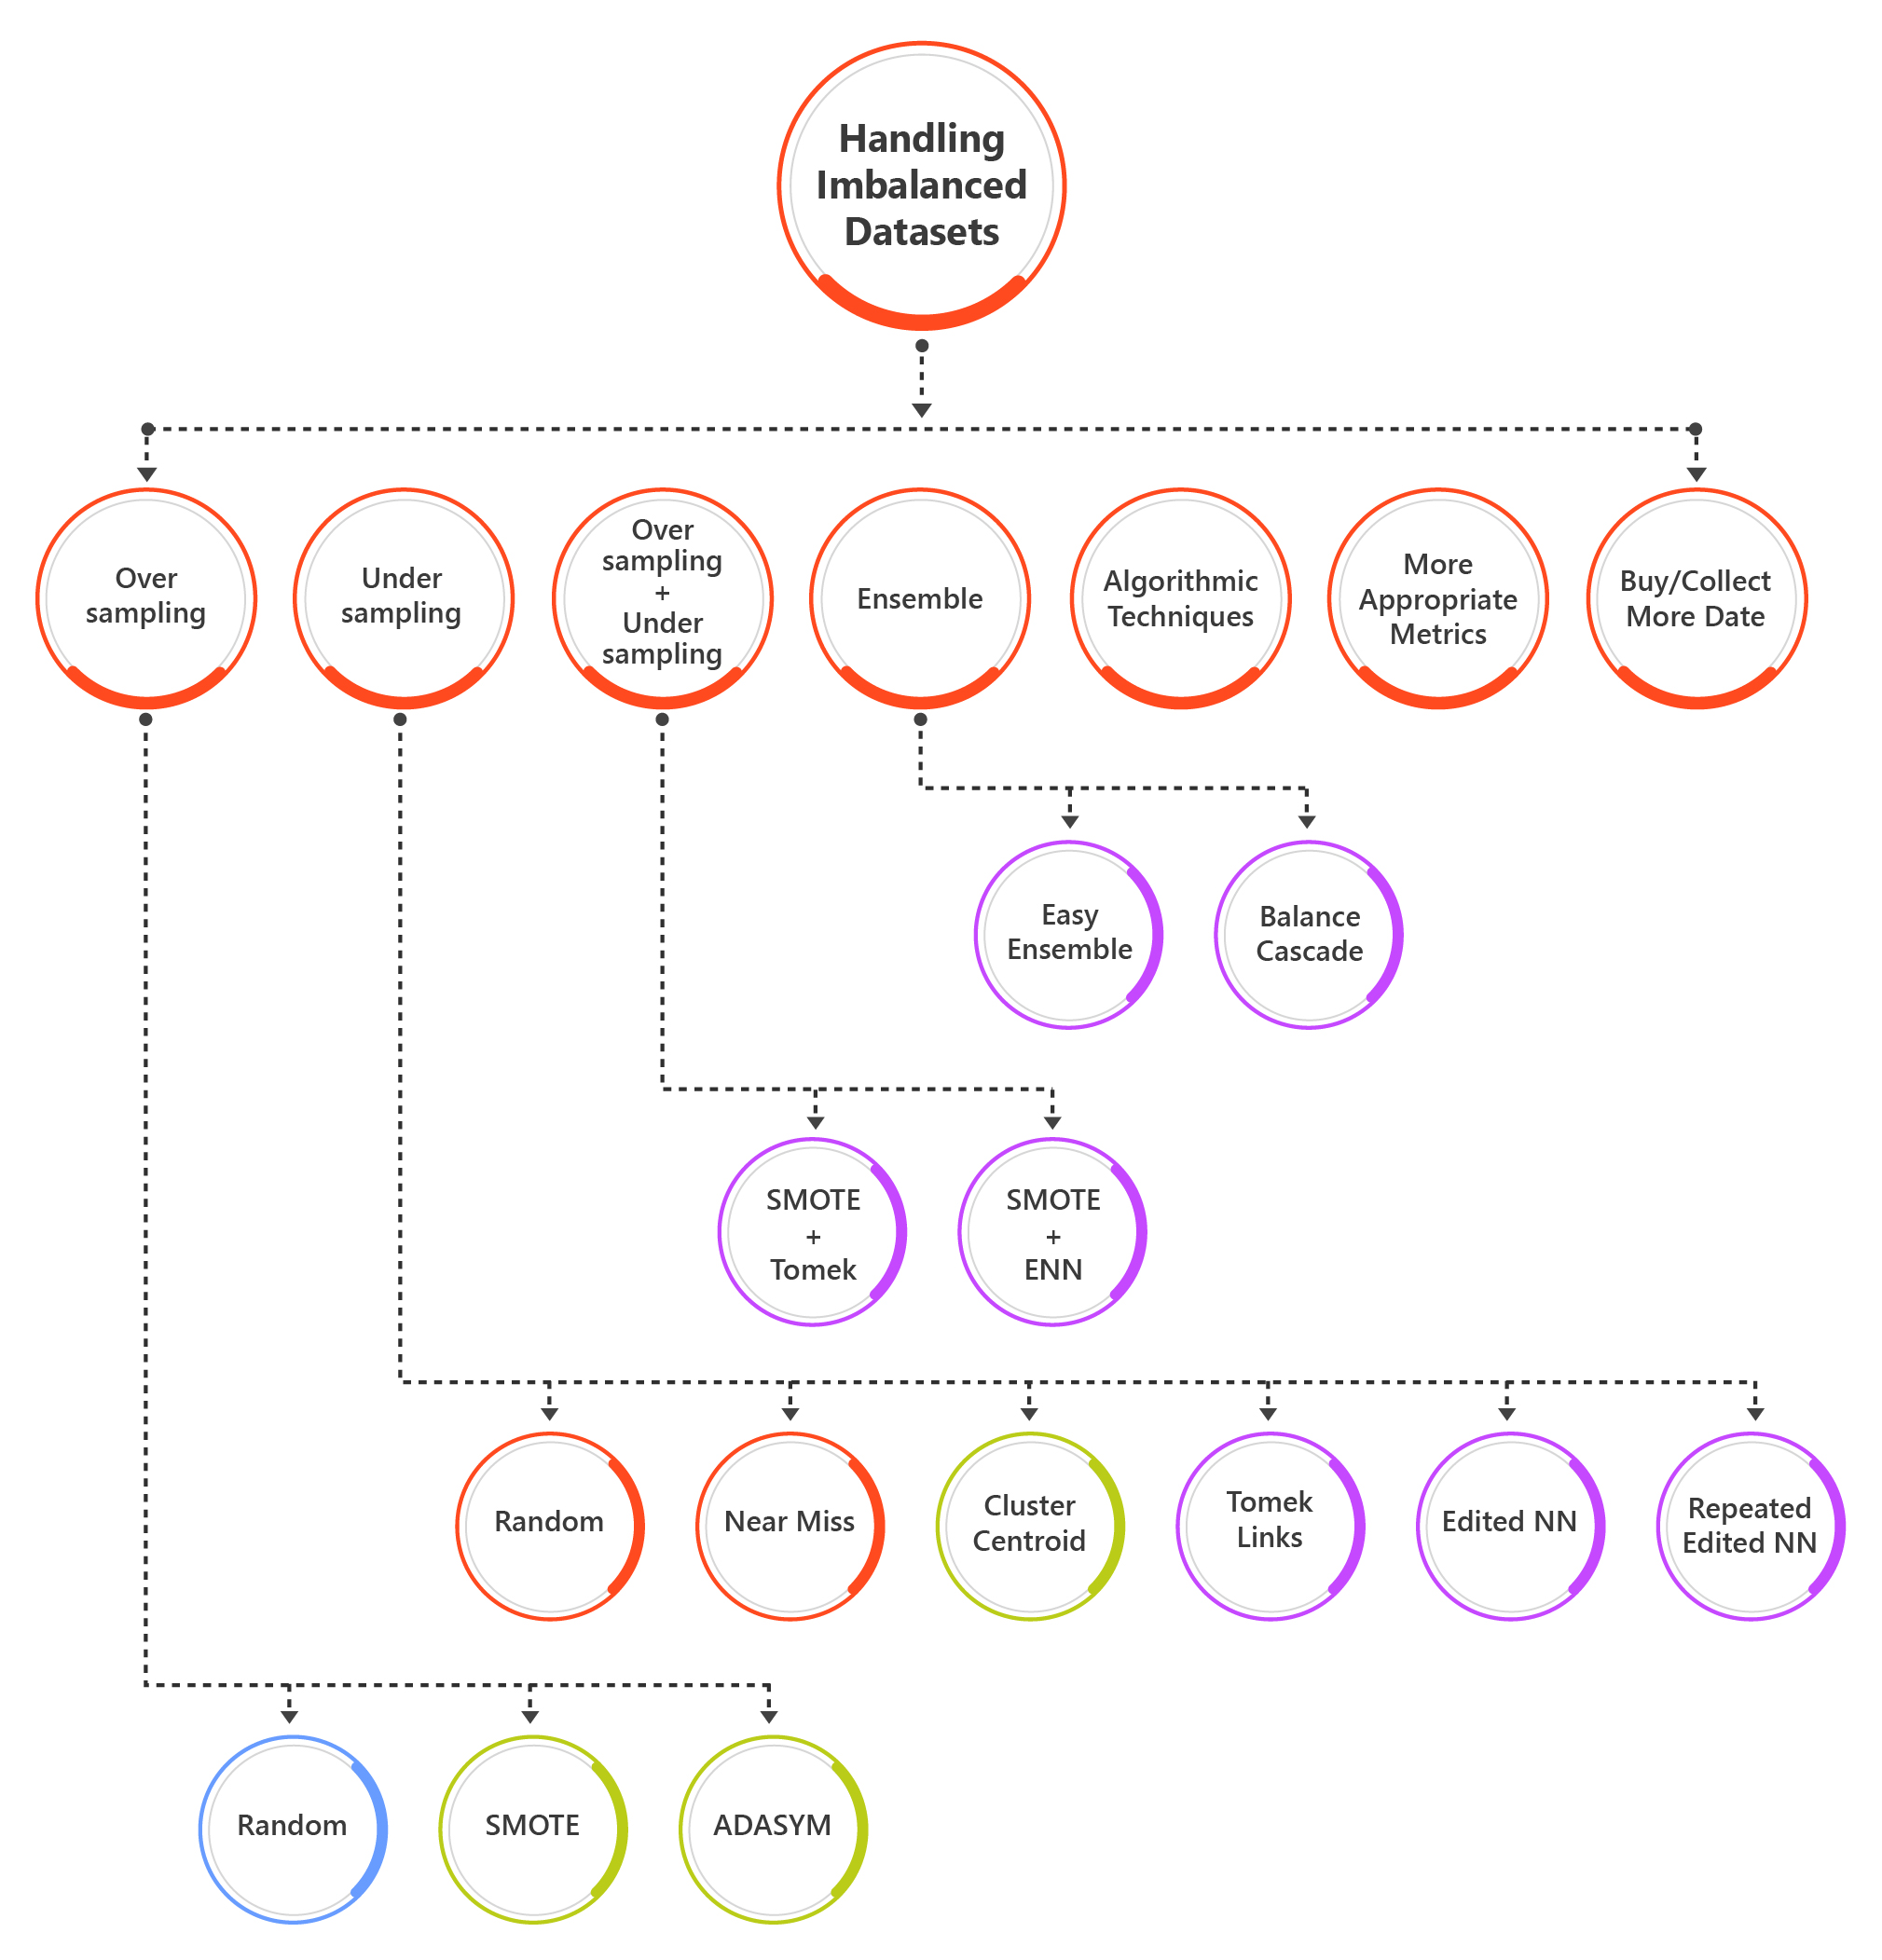 Handling
Imbalanced
Datasets
Over
sampling
Under
sampling
Over
sampling
+
Under
sampling
Ensemble
Algorithmic
Techniques
More
Appropriate
Metrics
Buy/Collect
More Date
Easy
Ensemble
Balance
Cascade
SMOTE
+
Tomek
SMOTE
+
ENN
Random
Near Miss
Cluster
Centroid
Tomek
Links
Edited NN
Repeated
Edited NN
Random
SMOTE
ADASYM